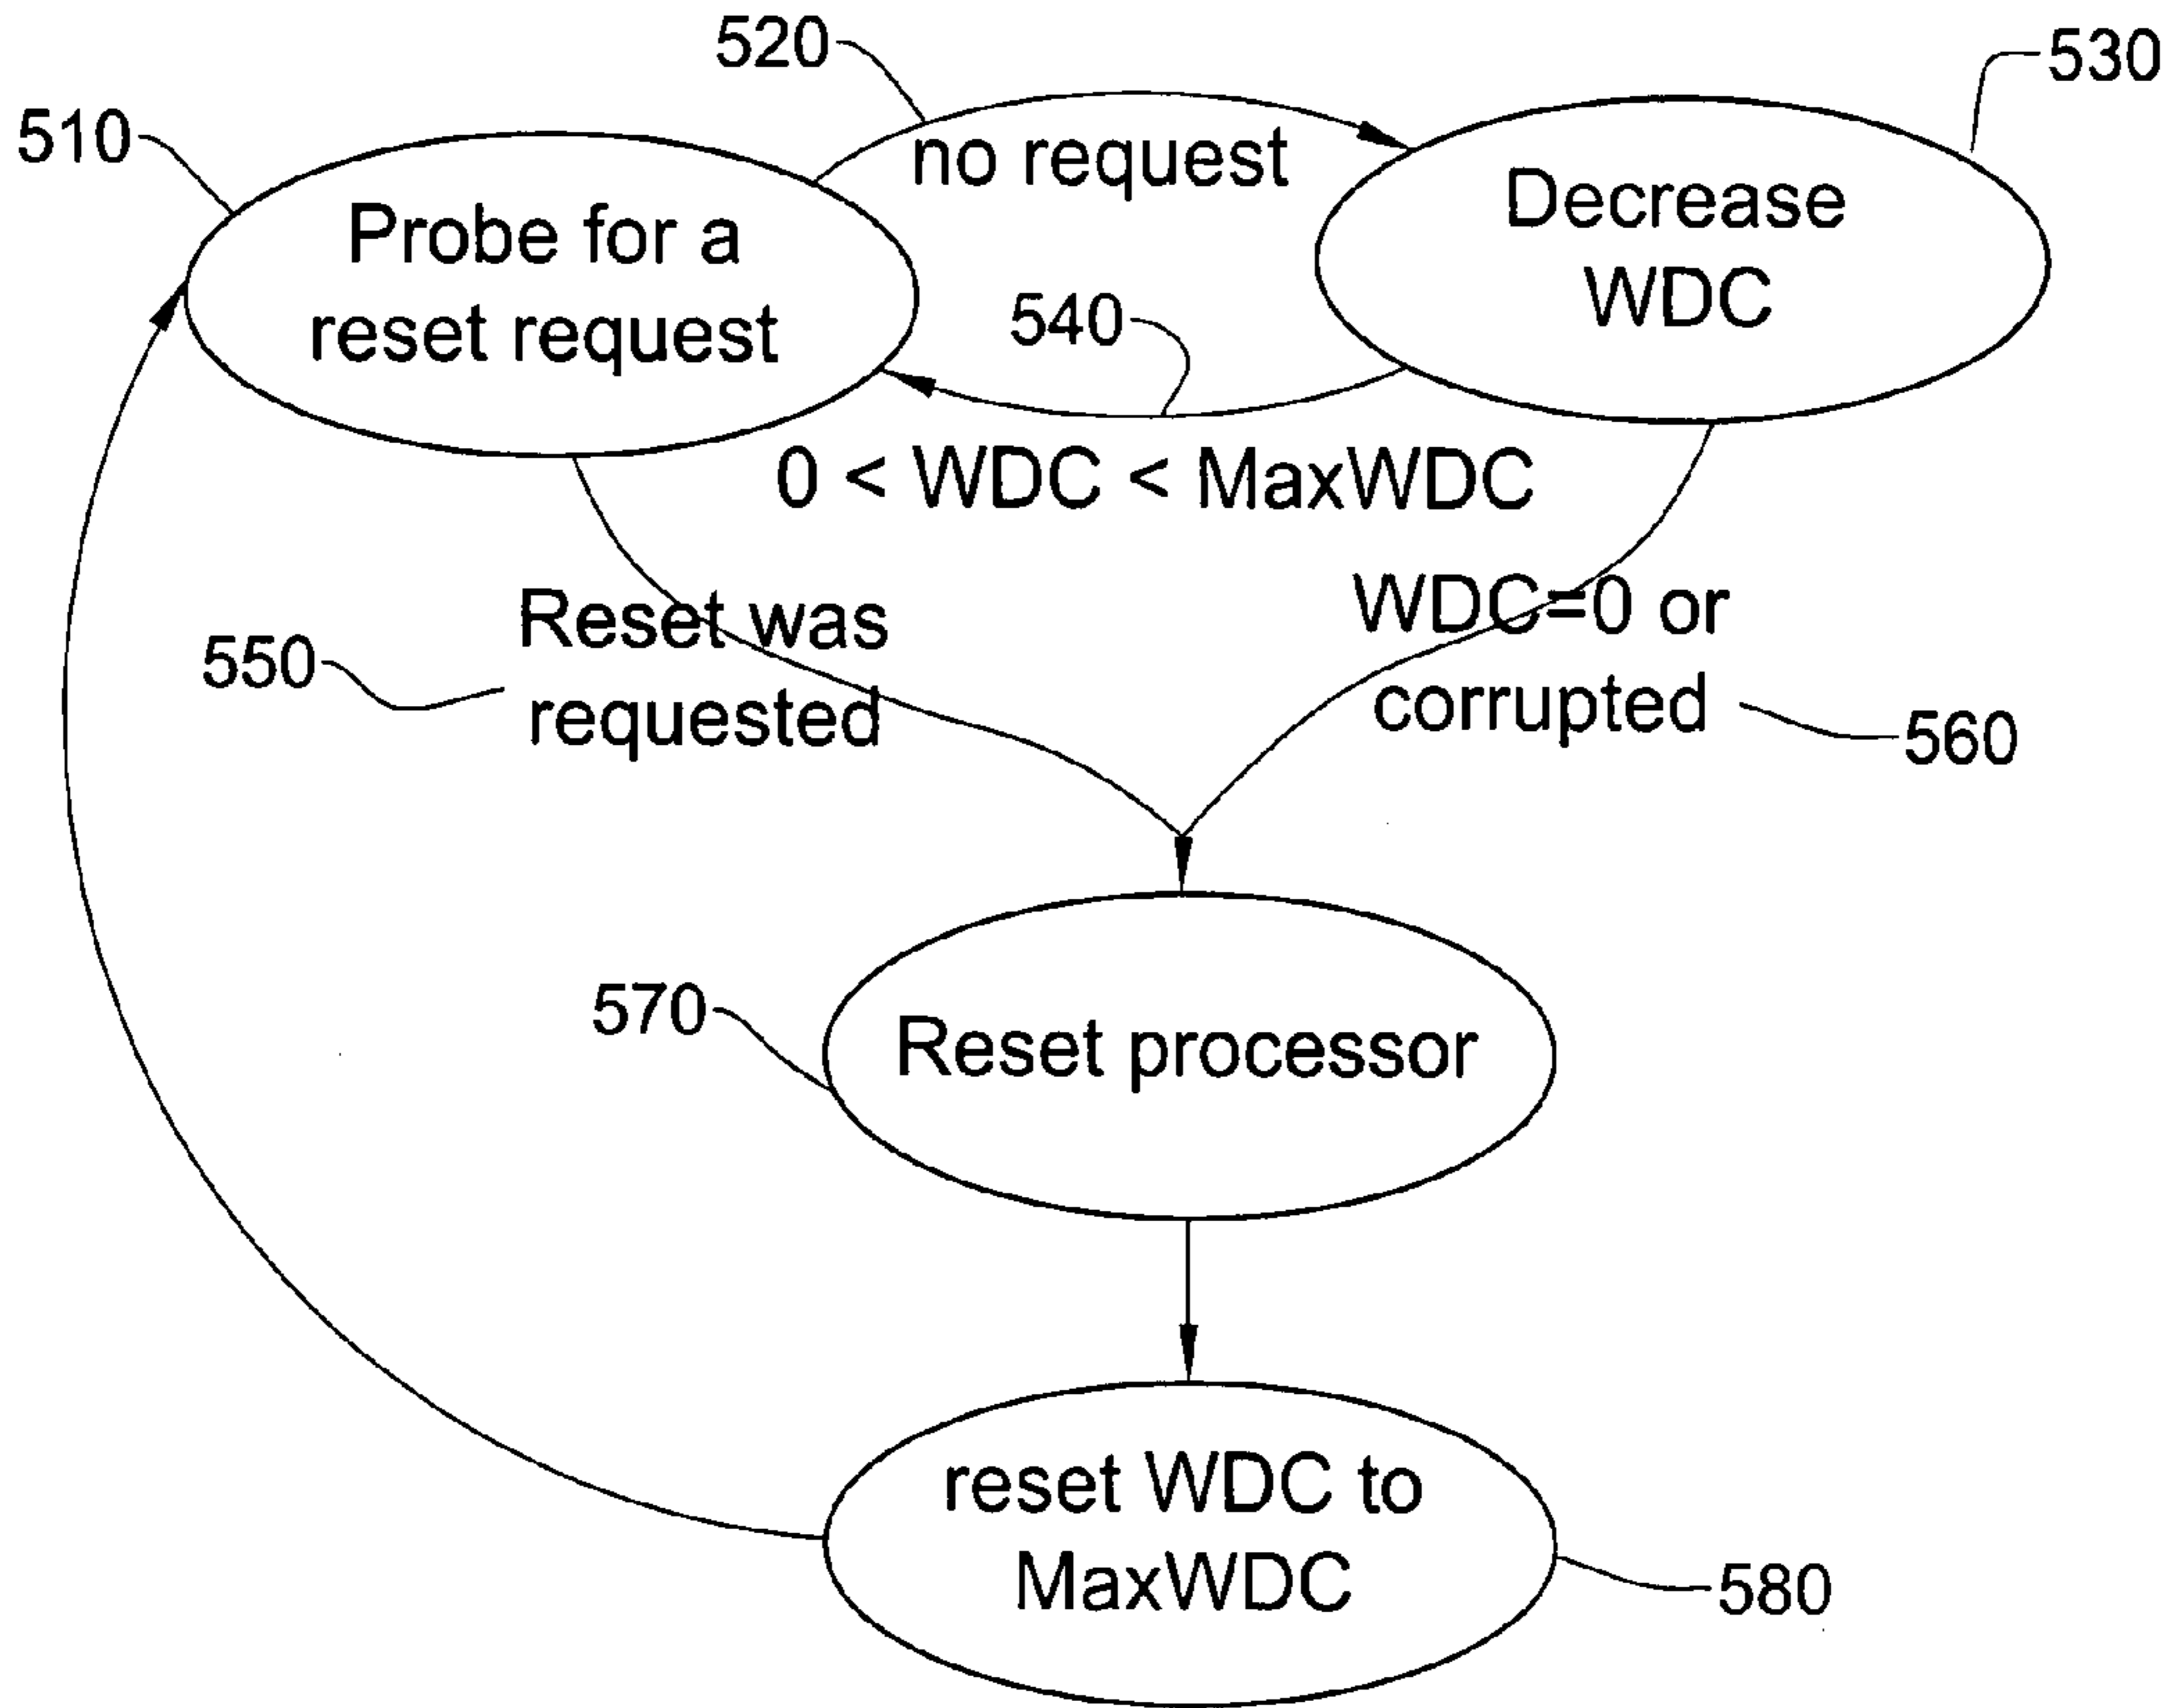 520
530
510
no request
Decrease
WDC
Probe for a
reset request
540
0 < WDC < MaxWDC
Reset was
requested
550
WDC=0 or
corrupted
560
570
Reset processor
reset WDC to
MaxWDC
580